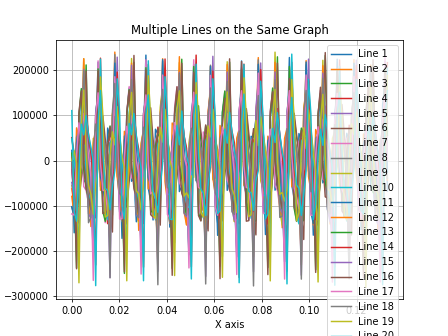 Multiple Lines on the Same Graph
200000
100000
0
−100000
−200000
−300000
0.00 0.02 0.04 0.06 0.08 0.10
X axis
Line 1
Line 2
Line 3
Line 4
Line 5
Line 6
Line 7
Line 8
Line 9
Line 10
Line 11
Line 12
Line 13
Line 14
Line 15
Line 16
Line 17
Line 18
Line 19
Line 20